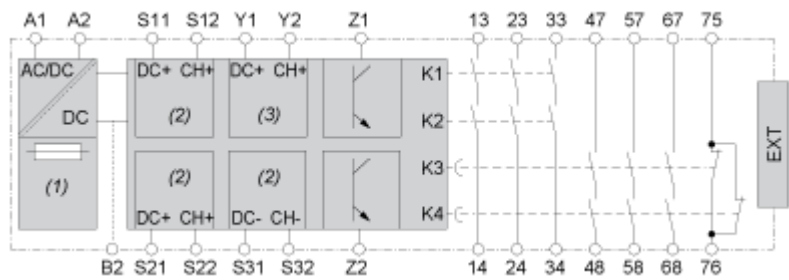 A1 A2 S11 S12 Y1 Y2 Z1 13 23 33 47 57 67 75
AC/DC DC+ CH+ DC+ CH+ K1
DC (2) (3) K2
(1) (2) (2) K3 EXT
DC+ CH+ DC- CH- K4
B2 S21 S22 S31 S32 Z2 14 24 34 48 58 68 76